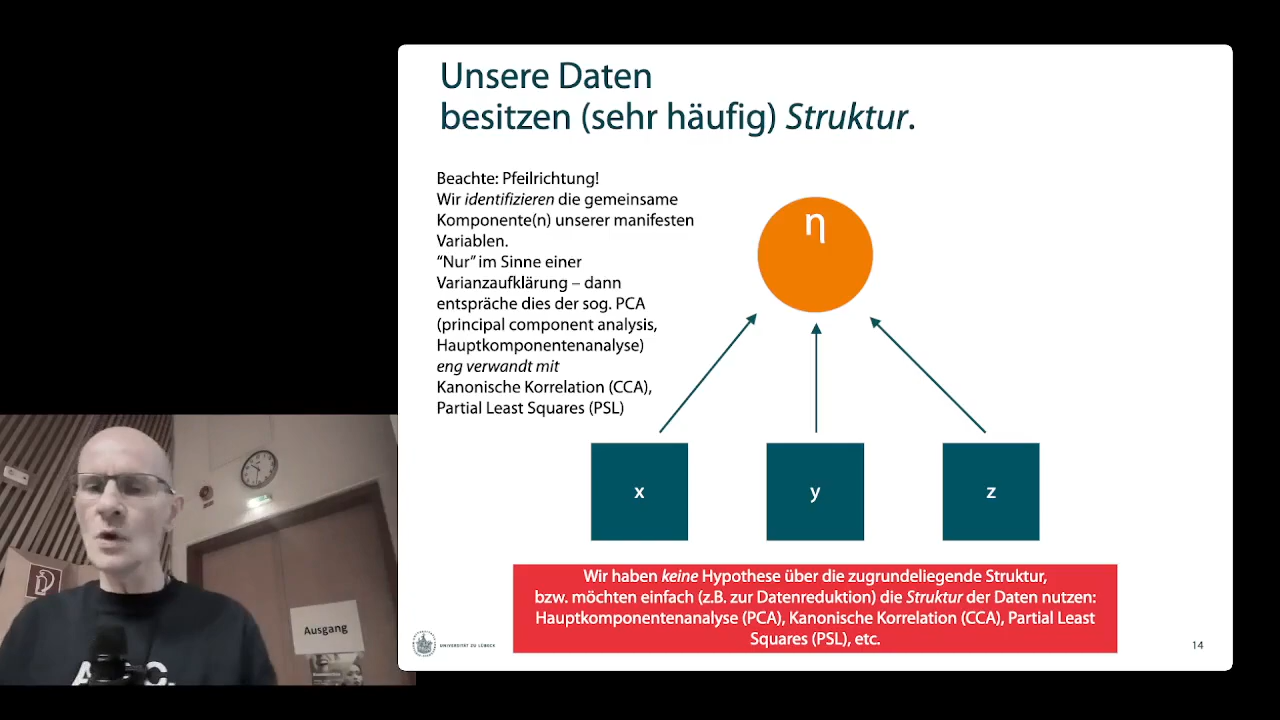 Unsere Daten
besitzen (sehr häufig) Struktur.
Beachte: Pfeilrichtung!
Wir identifizieren die gemeinsame
Komponente(n) unserer manifesten
Variablen.
“Nur” im Sinne einer
Varianzaufklärung – dann
entspräche dies der sog. PCA
(principal component analysis,
Hauptkomponentenanalyse)
eng verwandt mit
Kanonische Korrelation (CCA),
Partial Least Squares (PSL)
η
x
y
z
Wir haben keine Hypothese über die zugrundeliegende Struktur,
bzw. möchten einfach (z.B. zur Datenreduktion) die Struktur der Daten nutzen:
Hauptkomponentenanalyse (PCA), Kanonische Korrelation (CCA), Partial Least
Squares (PSL), etc.
UNIVERSITÄT ZU LÜBECK
14
Ausgang